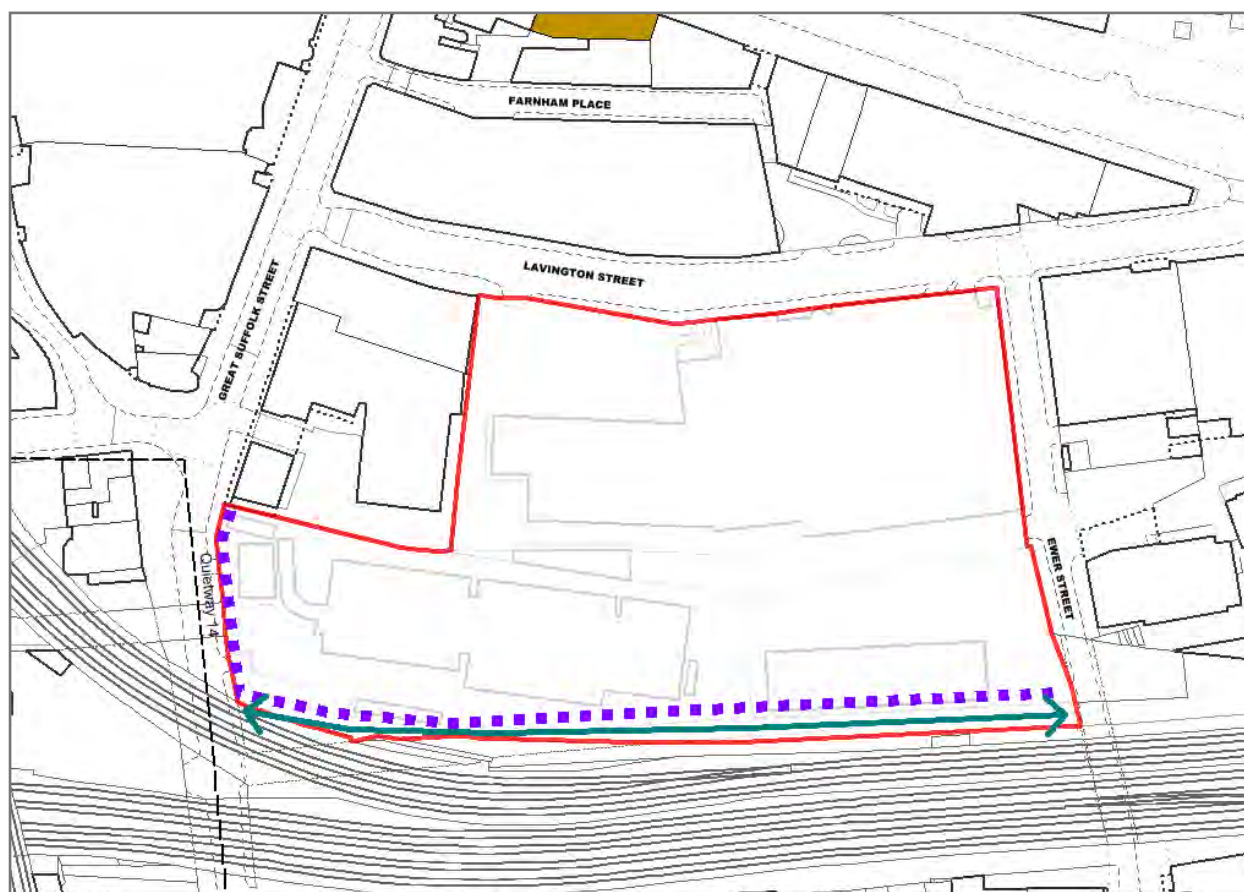 FARNHAM PLACE
LAVINGTON STREET
GREAT SUFFOLK STREET
Quietway 14
EWER STREET